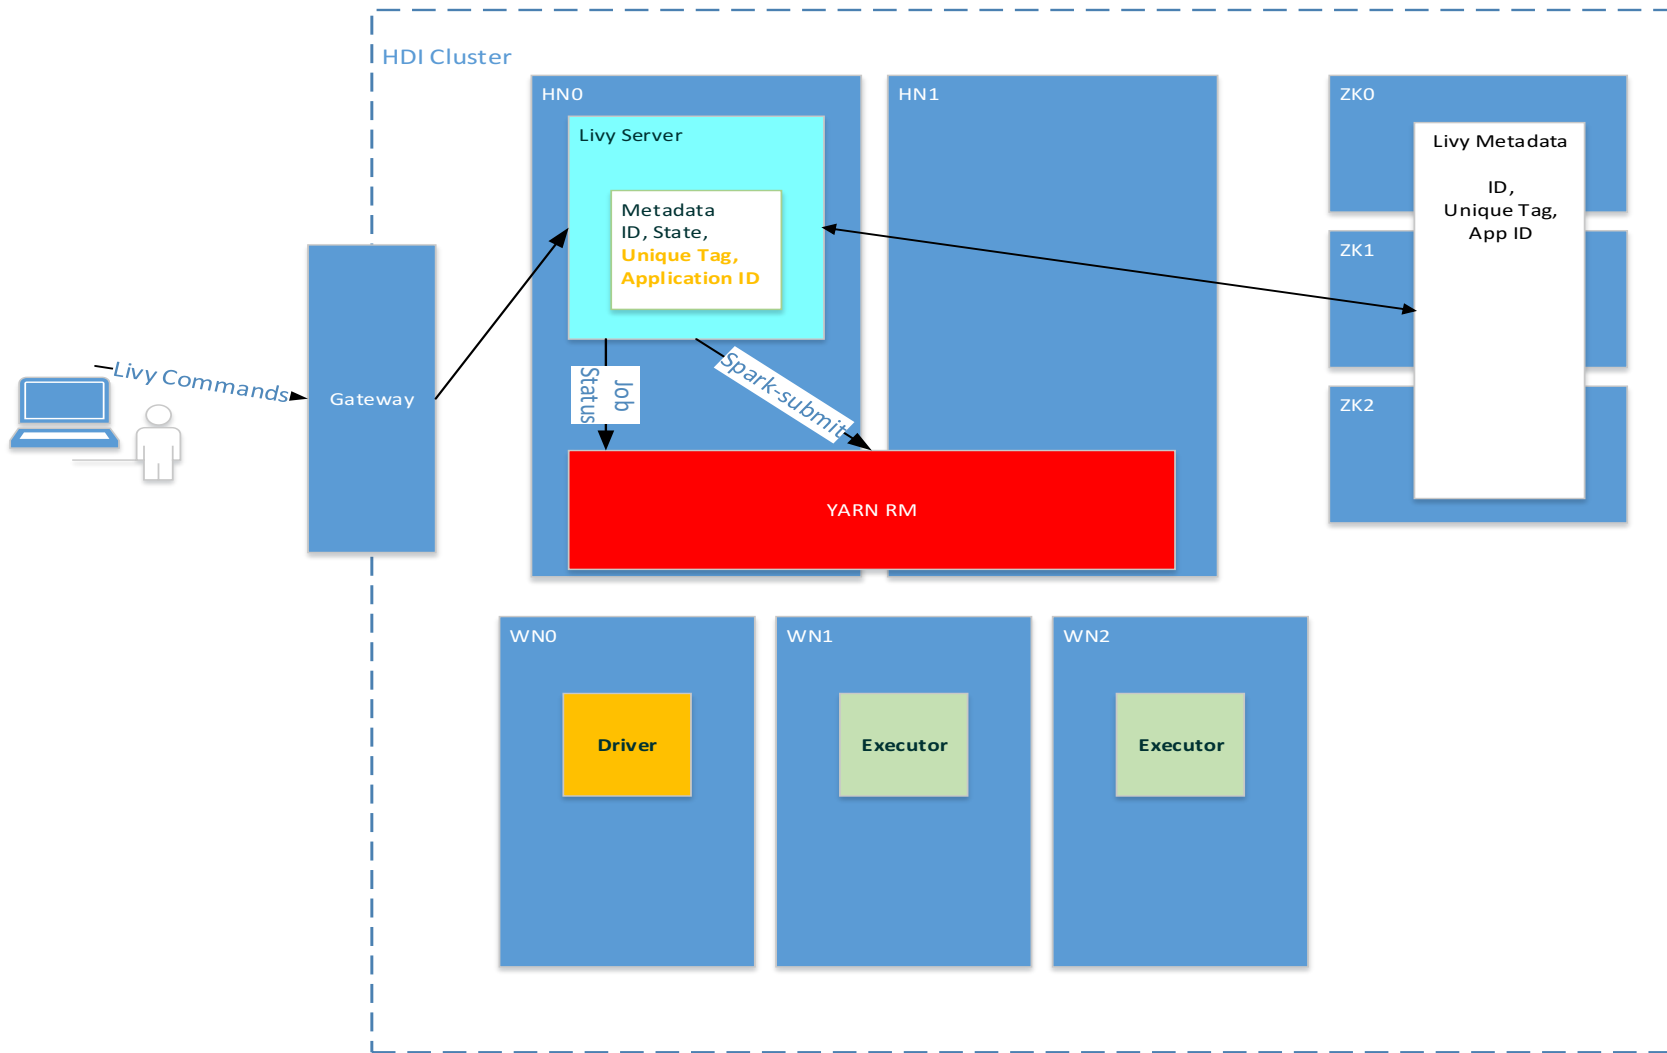 HDI Cluster
HN0
HN1
ZK0
Livy Server
Livy Metadata
ID,
Unique Tag,
App ID
Metadata
ID, State,
Unique Tag,
Application ID
ZK1
Livy Commands
Gateway
Job
Status
Spark-submit
ZK2
YARN RM
WN0
WN1
WN2
Driver
Executor
Executor